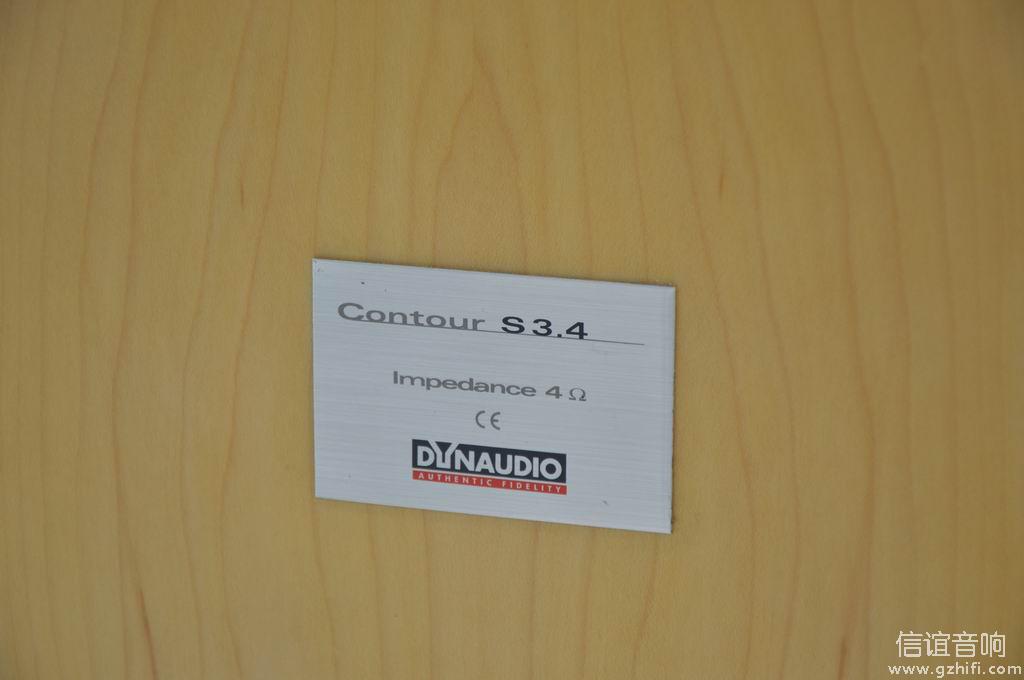 Contour S 3.4
Impedance 4 Ω
CE
DYNAUDIO
AUTHENTIC FIDELITY
信谊音响
www.gzhifi.com